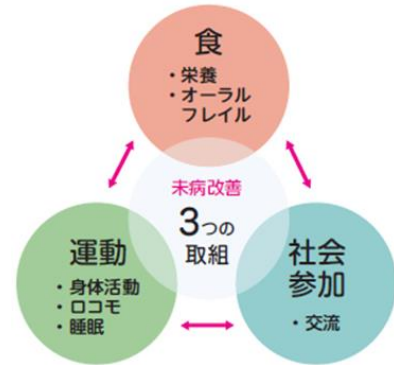 食
・栄養
・オーラル
フレイル
未病改善
3つの
取組
運動
・身体活動
・ロコモ
・睡眠
社会
参加
・交流